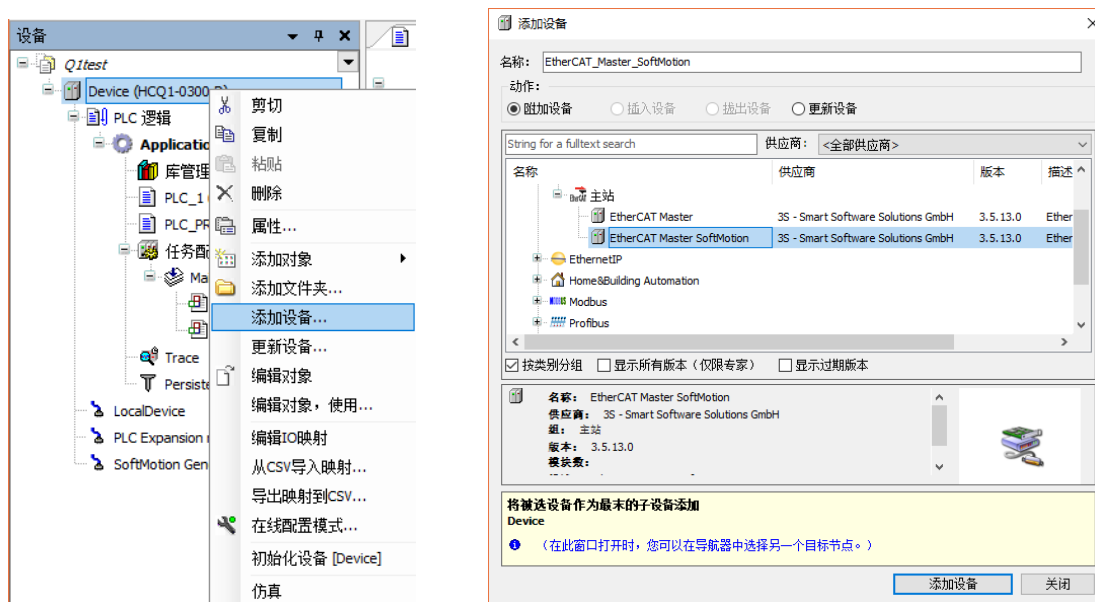 设备
Q1test
Device (HCQ1-0300-D)
PLC 逻辑
Applicatio
库管理
PLC_1
PLC_PR
任务配
Ma
Trace
Persiste
LocalDevice
PLC Expansion
SoftMotion Gen
剪切
复制
粘贴
删除
属性...
添加对象
添加文件夹...
添加设备...
更新设备...
编辑对象
编辑对象，使用...
编辑IO映射
从CSV导入映射...
导出映射到CSV...
在线配置模式...
初始化设备 [Device]
仿真
添加设备
名称： EtherCAT_Master_SoftMotion
动作：
附加设备 插入设备 拔出设备 更新设备
String for a fulltext search 供应商： <全部供应商>
名称 供应商 版本 描述
主站
EtherCAT Master 3S - Smart Software Solutions GmbH 3.5.13.0 Ether
EtherCAT Master SoftMotion 3S - Smart Software Solutions GmbH 3.5.13.0 Ether
EthernetIP
Home&Building Automation
Modbus
Profibus
按类别分组 显示所有版本（仅限专家） 显示过期版本
名称： EtherCAT Master SoftMotion
供应商： 3S - Smart Software Solutions GmbH
组： 主站
版本： 3.5.13.0
模块数：
将被选设备作为最末的子设备添加
Device
（在此窗口打开时，您可以在导航器中选择另一个目标节点。）
添加设备 关闭